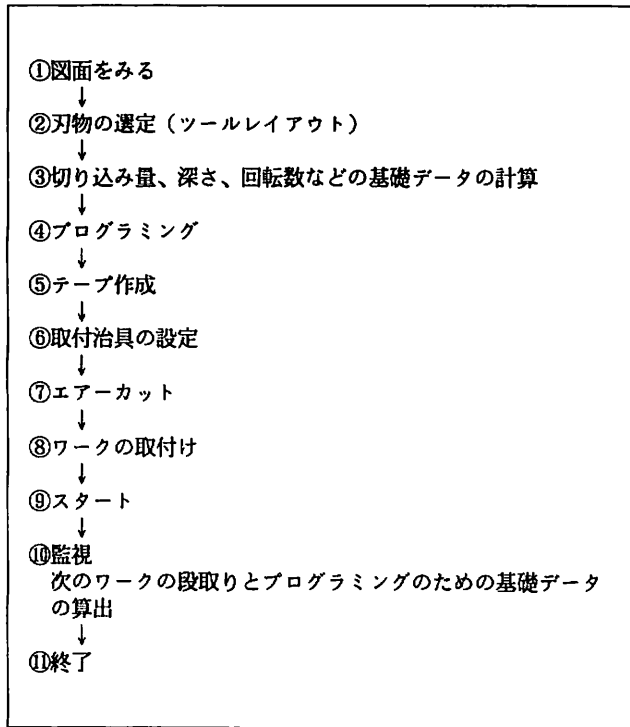 ①図面をみる
↓
②刃物の選定（ツールレイアウト）
↓
③切り込み量、深さ、回転数などの基礎データの計算
↓
④プログラミング
↓
⑤テープ作成
↓
⑥取付治具の設定
↓
⑦エアーカット
↓
⑧ワークの取付け
↓
⑨スタート
↓
⑩監視
次のワークの段取りとプログラミングのための基礎データ
の算出
↓
⑪終了